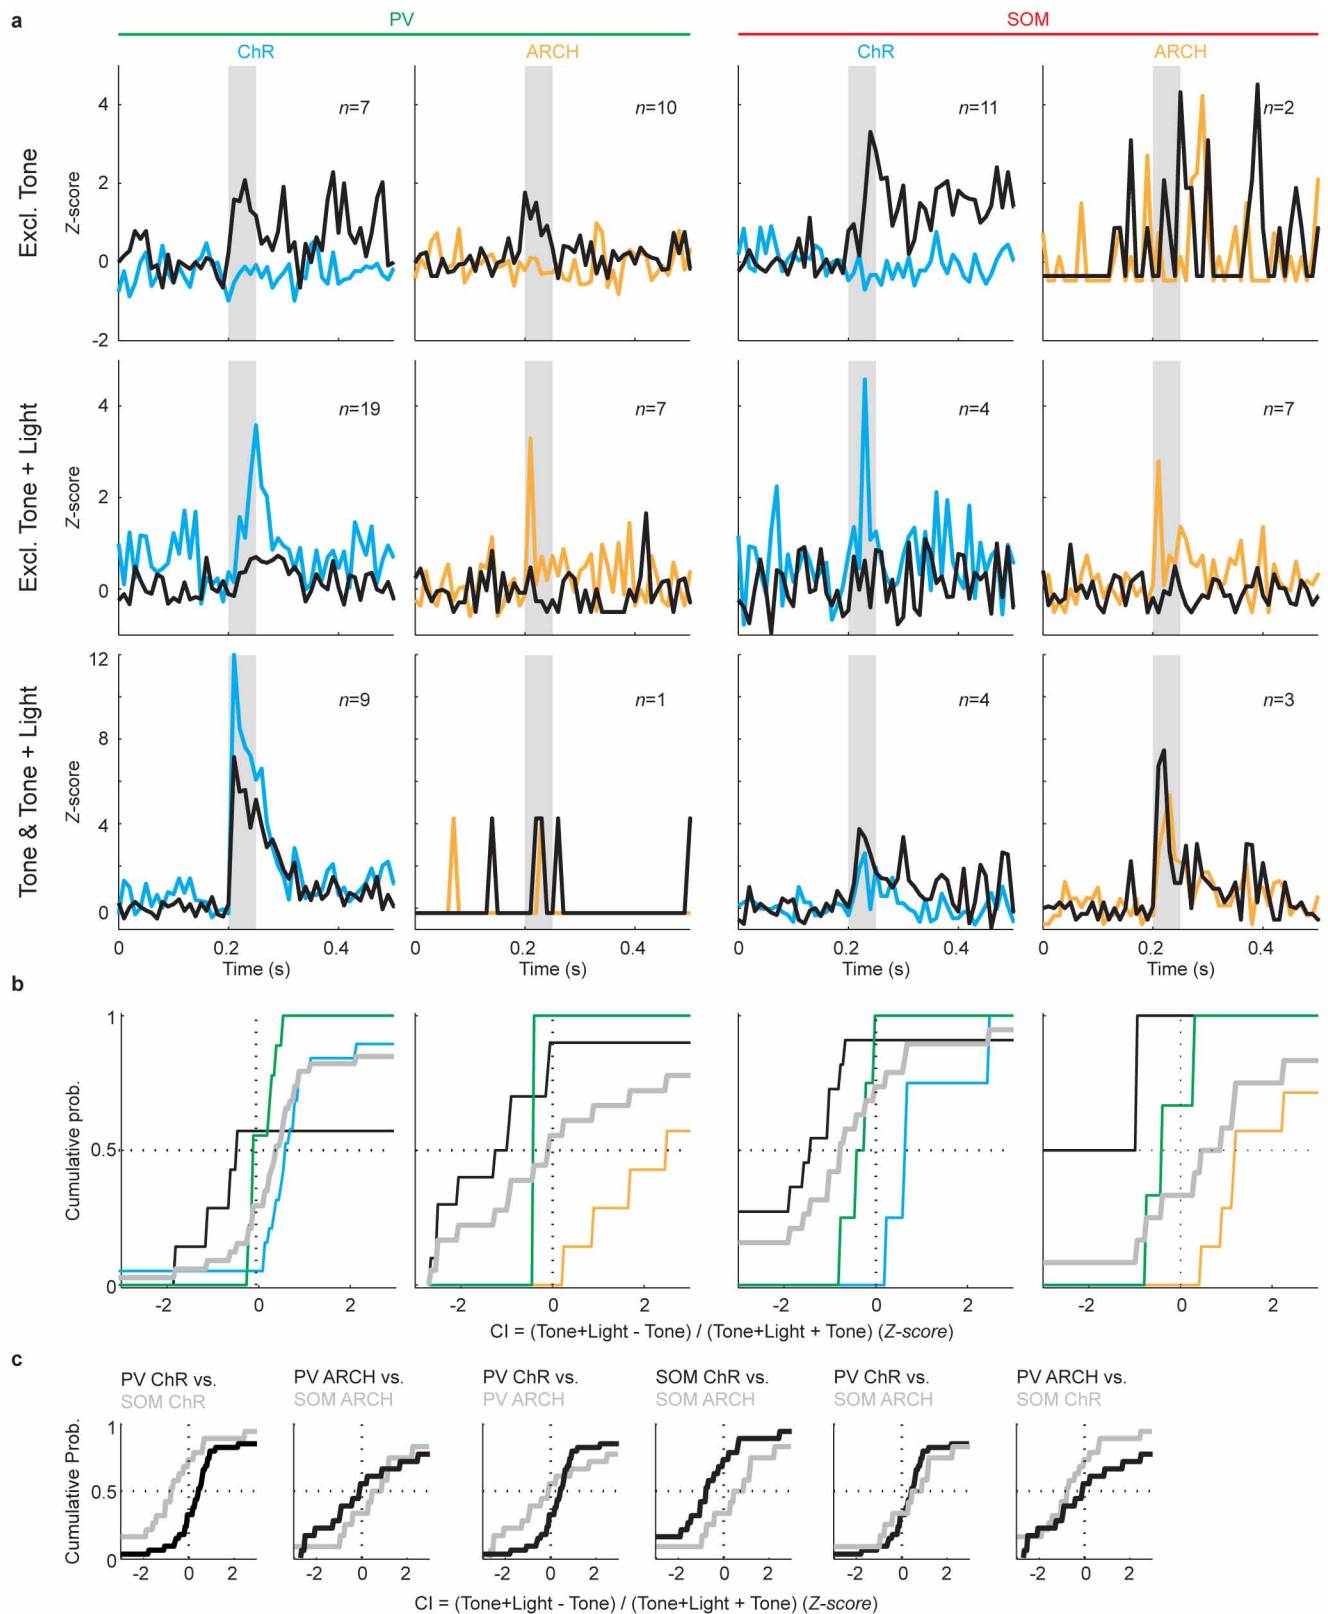 a
PV
SOM
ChR
ARCH
ChR
ARCH
Excl. Tone
Z-score
4
2
0
-2
n=7
n=10
n=11
n=2
Excl. Tone + Light
Z-score
4
2
0
n=19
n=7
n=4
n=7
Tone & Tone + Light
Z-score
12
8
4
0
n=9
n=1
n=4
n=3
0 0.2 0.4
0 0.2 0.4
0 0.2 0.4
0 0.2 0.4
Time (s)
Time (s)
Time (s)
Time (s)
b
Cumulative prob.
1
0.5
0
-2 0 2
-2 0 2
-2 0 2
-2 0 2
CI = (Tone+Light - Tone) / (Tone+Light + Tone) (Z-score)
c
PV ChR vs.
SOM ChR
PV ARCH vs.
SOM ARCH
PV ChR vs.
PV ARCH
SOM ChR vs.
SOM ARCH
PV ChR vs.
SOM ARCH
PV ARCH vs.
SOM ChR
Cumulative Prob.
1
0.5
0
-2 0 2
-2 0 2
-2 0 2
-2 0 2
-2 0 2
-2 0 2
CI = (Tone+Light - Tone) / (Tone+Light + Tone) (Z-score)